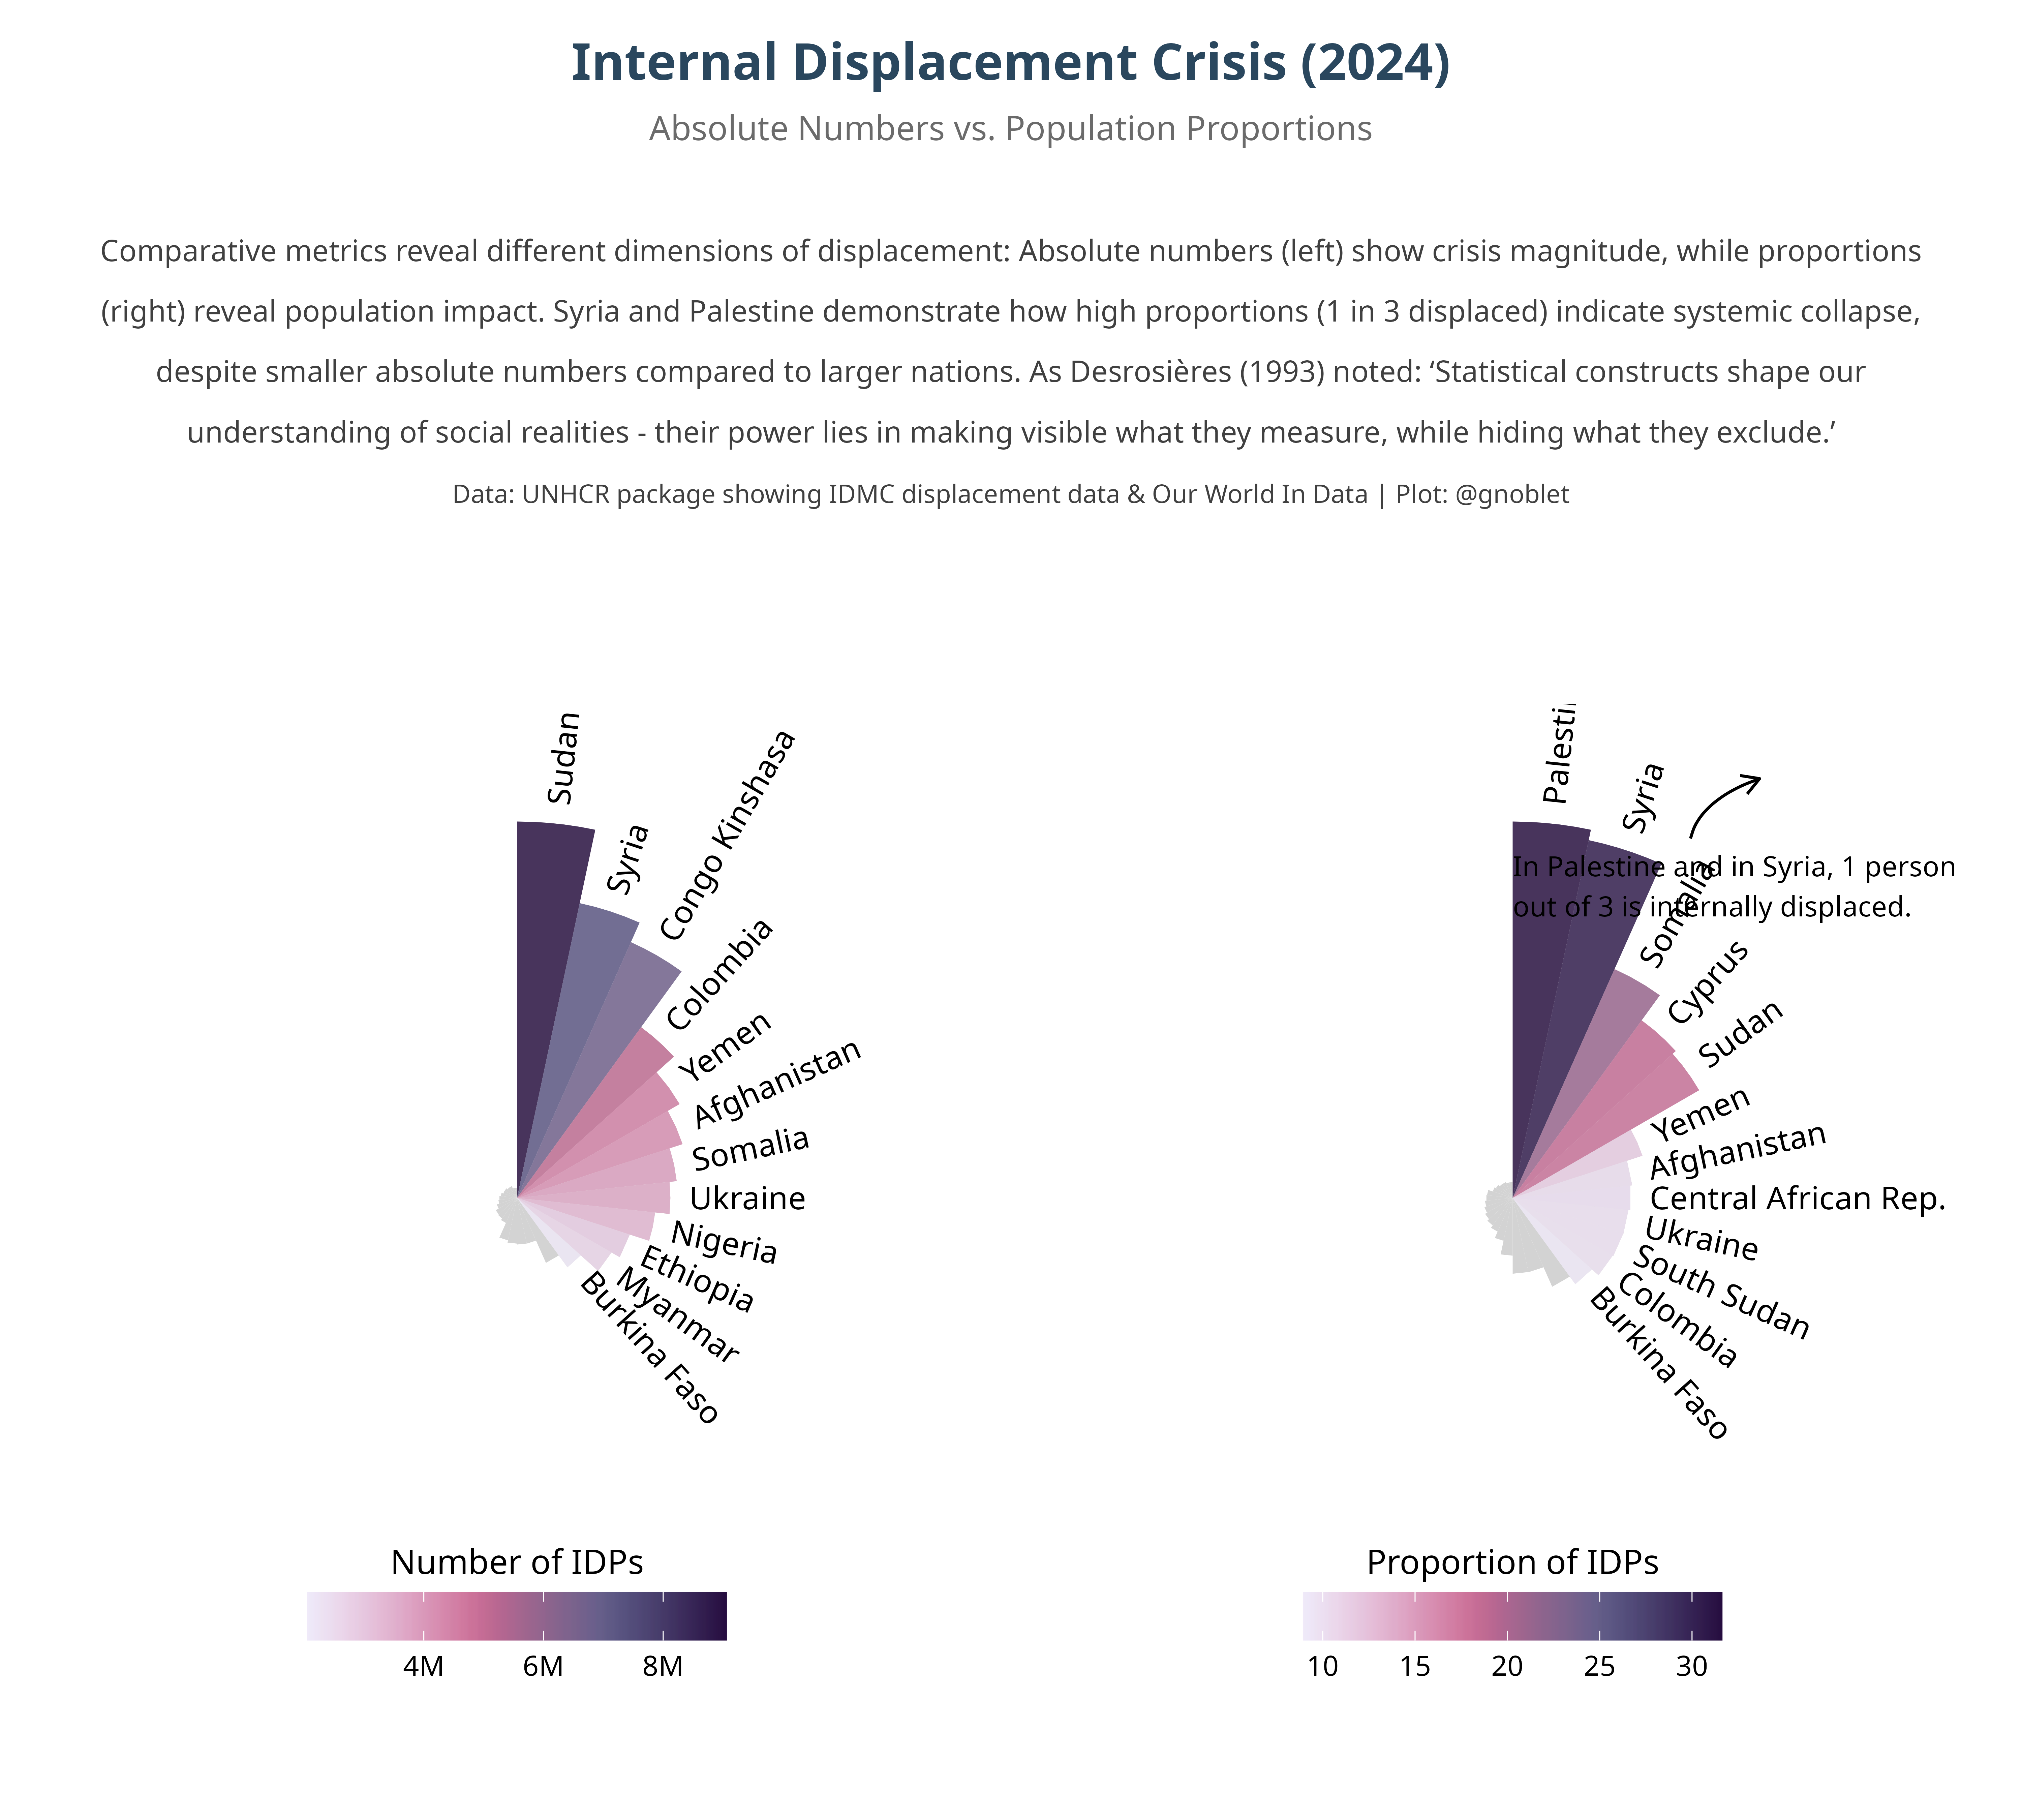 Internal Displacement Crisis (2024)
Absolute Numbers vs. Population Proportions
Comparative metrics reveal different dimensions of displacement: Absolute numbers (left) show crisis magnitude, while proportions
(right) reveal population impact. Syria and Palestine demonstrate how high proportions (1 in 3 displaced) indicate systemic collapse,
despite smaller absolute numbers compared to larger nations. As Desrosières (1993) noted: ‘Statistical constructs shape our
understanding of social realities - their power lies in making visible what they measure, while hiding what they exclude.’
Data: UNHCR package showing IDMC displacement data & Our World In Data | Plot: @gnoblet
Sudan
Syria
Congo Kinshasa
Colombia
Yemen
Afghanistan
Somalia
Ukraine
Nigeria
Ethiopia
Myanmar
Burkina Faso
Number of IDPs
4M 6M 8M
Palesti
Syria
In Palestine and in Syria, 1 person
out of 3 is internally displaced.
Somalia
Cyprus
Sudan
Yemen
Afghanistan
Central African Rep.
Ukraine
South Sudan
Colombia
Burkina Faso
Proportion of IDPs
10 15 20 25 30